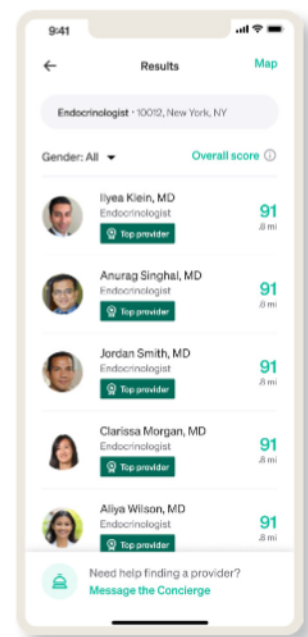 9:41
Results
Map
Endocrinologist · 10012, New York, NY
Gender: All
Overall score
Ilyea Klein, MD
Endocrinologist
91
.8 mi
Top provider
Anurag Singhal, MD
Endocrinologist
91
.8 mi
Top provider
Jordan Smith, MD
Endocrinologist
91
.8 mi
Top provider
Clarissa Morgan, MD
Endocrinologist
91
.8 mi
Top provider
Aliya Wilson, MD
Endocrinologist
91
.8 mi
Top provider
Need help finding a provider?
Message the Concierge